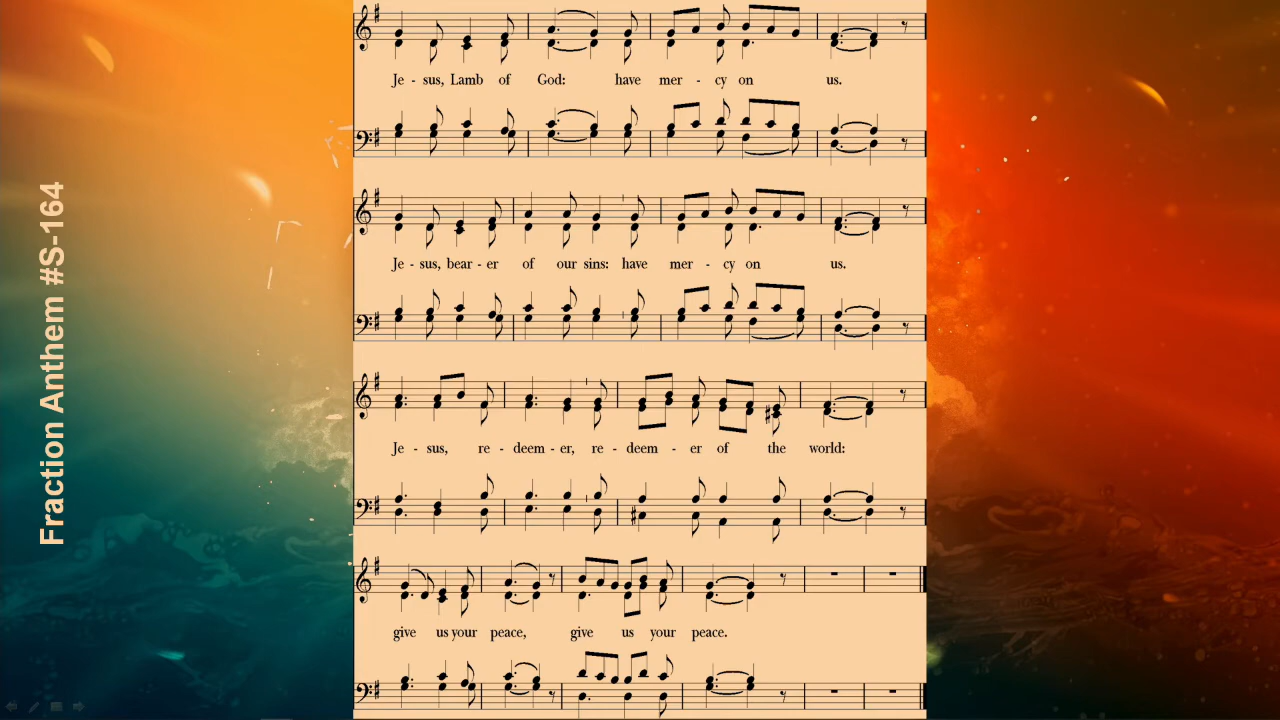 Fraction Anthem #S-164
Je - sus, Lamb of God: have mer - cy on us.
Je - sus, bear - er of our sins: have mer - cy on us.
Je - sus, re - deem - er, re - deem - er of the world:
give us your peace, give us your peace.